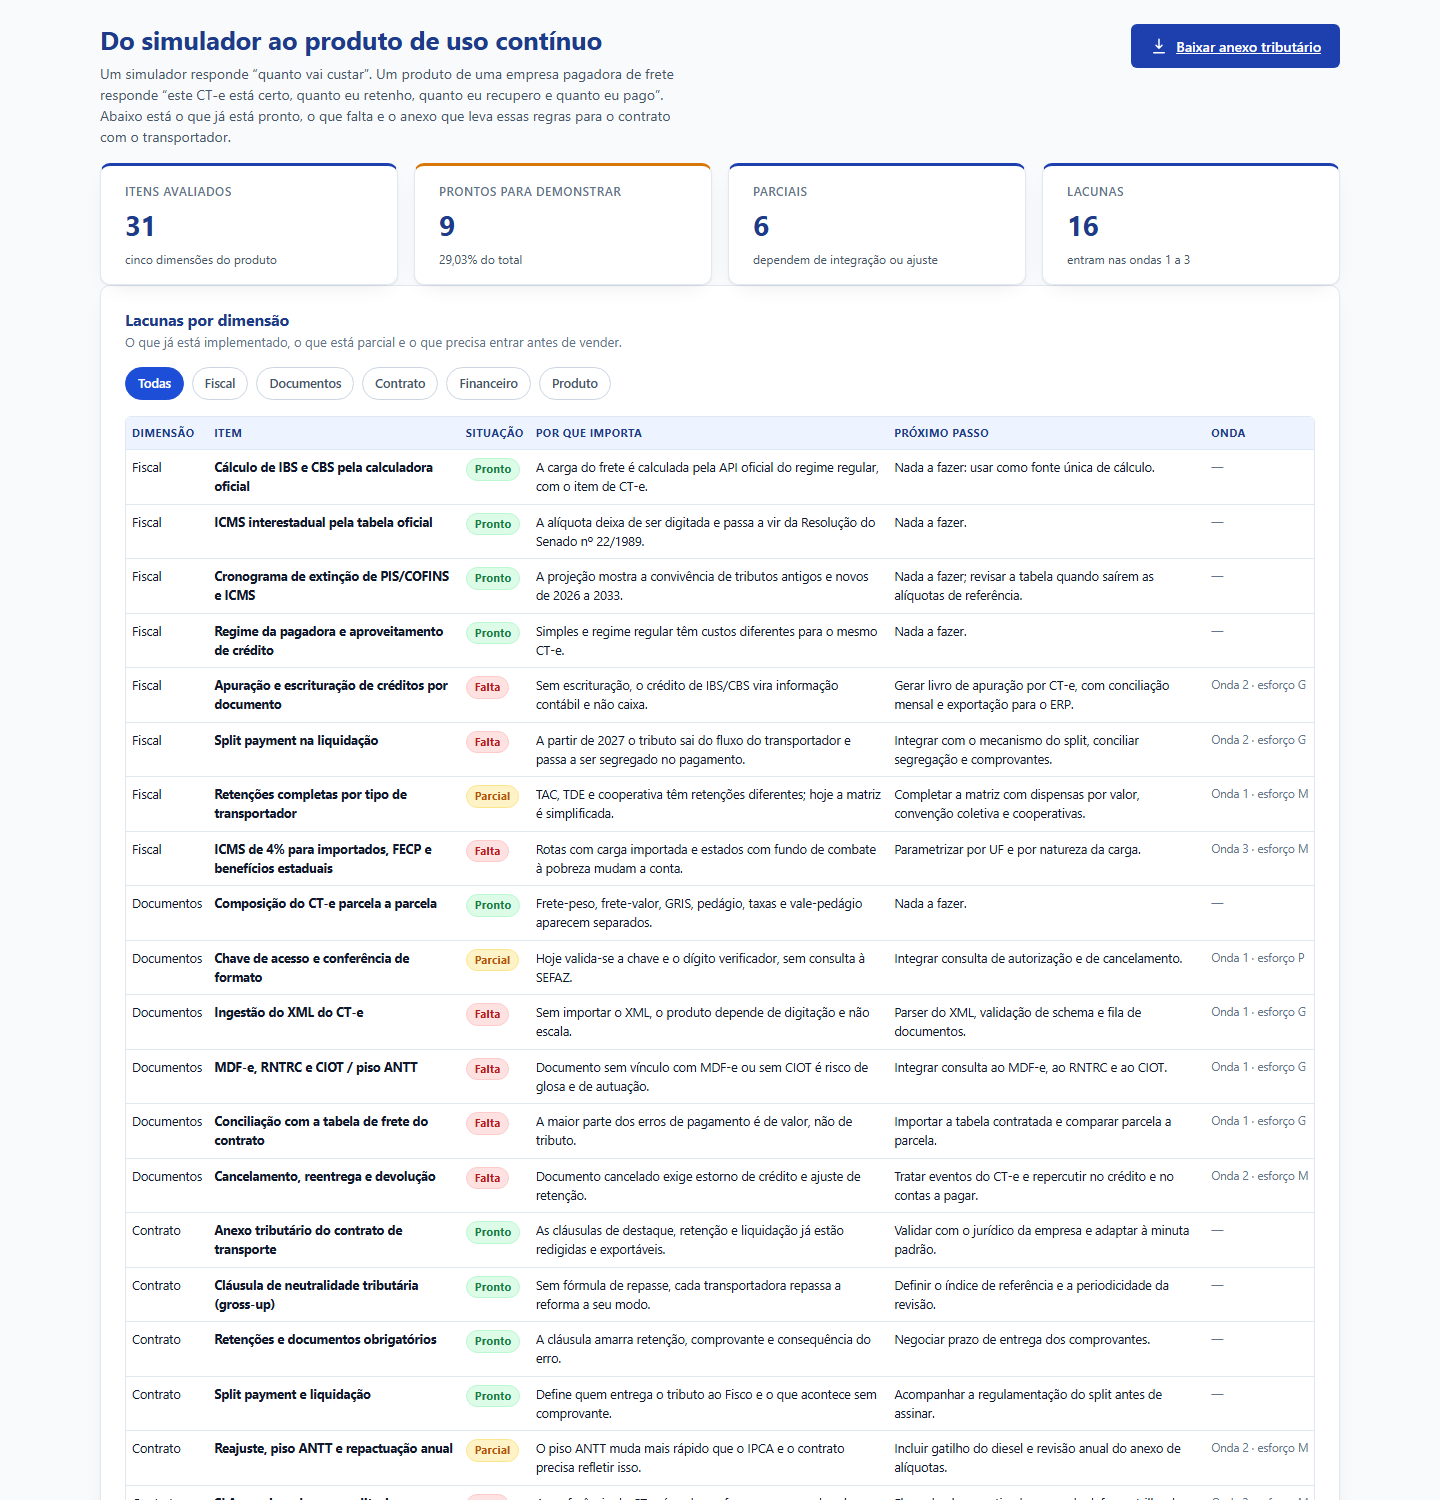 Do simulador ao produto de uso contínuo
Baixar anexo tributário
Um simulador responde “quanto vai custar”. Um produto de uma empresa pagadora de frete
responde “este CT-e está certo, quanto eu retenho, quanto eu recupero e quanto eu pago”.
Abaixo está o que já está pronto, o que falta e o anexo que leva essas regras para o contrato
com o transportador.
ITENS AVALIADOS
31
cinco dimensões do produto
PRONTOS PARA DEMONSTRAR
9
29,03% do total
PARCIAIS
6
dependem de integração ou ajuste
LACUNAS
16
entram nas ondas 1 a 3
Lacunas por dimensão
O que já está implementado, o que está parcial e o que precisa entrar antes de vender.
Todas Fiscal Documentos Contrato Financeiro Produto
DIMENSÃO ITEM SITUAÇÃO POR QUE IMPORTA PRÓXIMO PASSO ONDA
Fiscal Cálculo de IBS e CBS pela calculadora Pronto A carga do frete é calculada pela API oficial do regime regular, Nada a fazer: usar como fonte única de cálculo. —
oficial com o item de CT-e.
Fiscal ICMS interestadual pela tabela oficial Pronto A alíquota deixa de ser digitada e passa a vir da Resolução do Nada a fazer. —
Senado nº 22/1989.
Fiscal Cronograma de extinção de PIS/COFINS Pronto A projeção mostra a convivência de tributos antigos e novos Nada a fazer; revisar a tabela quando saírem as —
e ICMS de 2026 a 2033. alíquotas de referência.
Fiscal Regime da pagadora e aproveitamento Pronto Simples e regime regular têm custos diferentes para o mesmo Nada a fazer. —
de crédito CT-e.
Fiscal Apuração e escrituração de créditos por Falta Sem escrituração, o crédito de IBS/CBS vira informação Gerar livro de apuração por CT-e, com conciliação Onda 2 · esforço G
documento contábil e não caixa. mensal e exportação para o ERP.
Fiscal Split payment na liquidação Falta A partir de 2027 o tributo sai do fluxo do transportador e Integrar com o mecanismo do split, conciliar Onda 2 · esforço G
passa a ser segregado no pagamento. segregação e comprovantes.
Fiscal Retenções completas por tipo de Parcial TAC, TDE e cooperativa têm retenções diferentes; hoje a matriz Completar a matriz com dispensas por valor, Onda 1 · esforço M
transportador é simplificada. convenção coletiva e cooperativas.
Fiscal ICMS de 4% para importados, FECP e Falta Rotas com carga importada e estados com fundo de combate Parametrizar por UF e por natureza da carga. Onda 3 · esforço M
benefícios estaduais à pobreza mudam a conta.
Documentos Composição do CT-e parcela a parcela Pronto Frete-peso, frete-valor, GRIS, pedágio, taxas e vale-pedágio Nada a fazer. —
aparecem separados.
Documentos Chave de acesso e conferência de Parcial Hoje valida-se a chave e o dígito verificador, sem consulta à Integrar consulta de autorização e de cancelamento. Onda 1 · esforço P
formato SEFAZ.
Documentos Ingestão do XML do CT-e Falta Sem importar o XML, o produto depende de digitação e não Parser do XML, validação de schema e fila de Onda 1 · esforço G
escala. documentos.
Documentos MDF-e, RNTRC e CIOT / piso ANTT Falta Documento sem vínculo com MDF-e ou sem CIOT é risco de Integrar consulta ao MDF-e, ao RNTRC e ao CIOT. Onda 1 · esforço G
glosa e de autuação.
Documentos Conciliação com a tabela de frete do Falta A maior parte dos erros de pagamento é de valor, não de Importar a tabela contratada e comparar parcela a Onda 1 · esforço G
contrato tributo. parcela.
Documentos Cancelamento, reentrega e devolução Falta Documento cancelado exige estorno de crédito e ajuste de Tratar eventos do CT-e e repercutir no crédito e no Onda 2 · esforço M
retenção. contas a pagar.
Contrato Anexo tributário do contrato de Pronto As cláusulas de destaque, retenção e liquidação já estão Validar com o jurídico da empresa e adaptar à minuta —
transporte redigidas e exportáveis. padrão.
Contrato Cláusula de neutralidade tributária Pronto Sem fórmula de repasse, cada transportadora repassa a Definir o índice de referência e a periodicidade da —
(gross-up) reforma a seu modo. revisão.
Contrato Retenções e documentos obrigatórios Pronto A cláusula amarra retenção, comprovante e consequência do Negociar prazo de entrega dos comprovantes. —
erro.
Contrato Split payment e liquidação Pronto Define quem entrega o tributo ao Fisco e o que acontece sem Acompanhar a regulamentação do split antes de —
comprovante. assinar.
Contrato Reajuste, piso ANTT e repactuação anual Parcial O piso ANTT muda mais rápido que o IPCA e o contrato Incluir gatilho do diesel e revisão anual do anexo de Onda 2 · esforço M
precisa refletir isso. alíquotas.